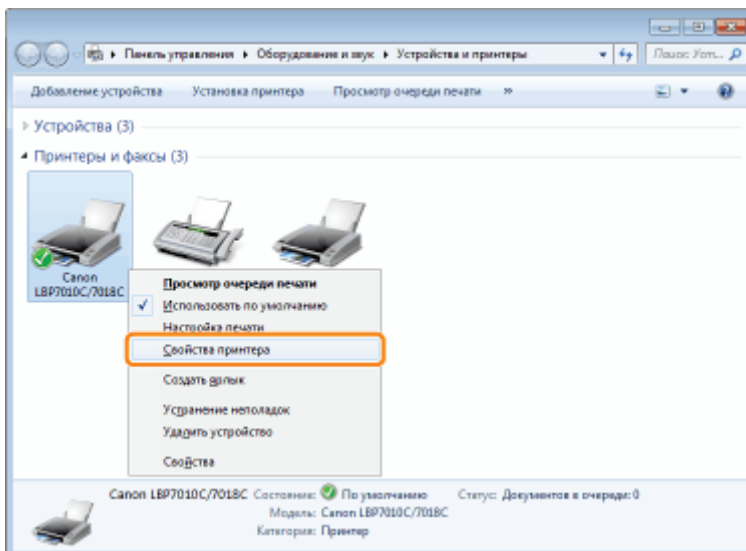 Панель управления ▸ Оборудование и звук ▸ Устройства и принтеры
Поиск: Уст...
Добавление устройства Установка принтера Просмотр очереди печати »
Устройства (3)
Принтеры и факсы (3)
Canon
LBP7010C/7018C
Просмотр очереди печати
Использовать по умолчанию
Настройка печати
Свойства принтера
Создать ярлык
Устранение неполадок
Удалить устройство
Свойства
Canon LBP7010C/7018C Состояние: По умолчанию Статус: Документов в очереди: 0
Модель: Canon LBP7010C/7018C
Категория: Принтер